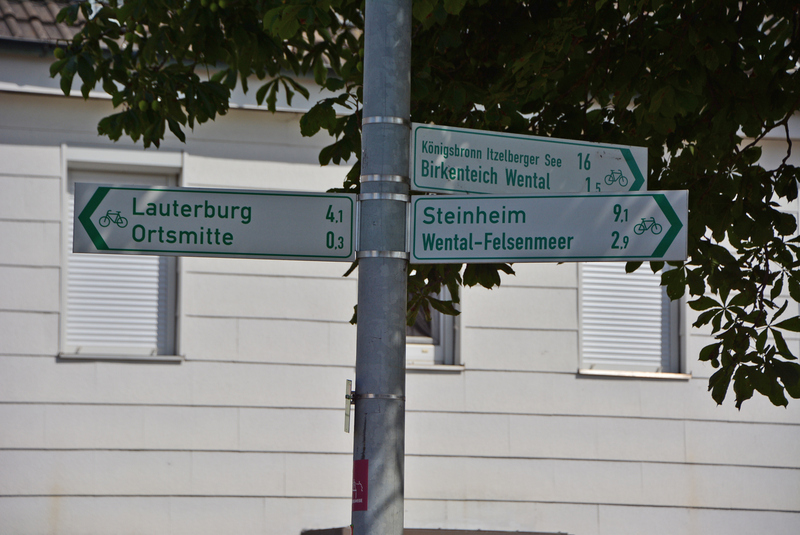 Königsbronn Itzelberger See 16
Birkenteich Wental 1,5
Lauterburg 4,1
Ortsmitte 0,3
Steinheim 9,1
Wental-Felsenmeer 2,9